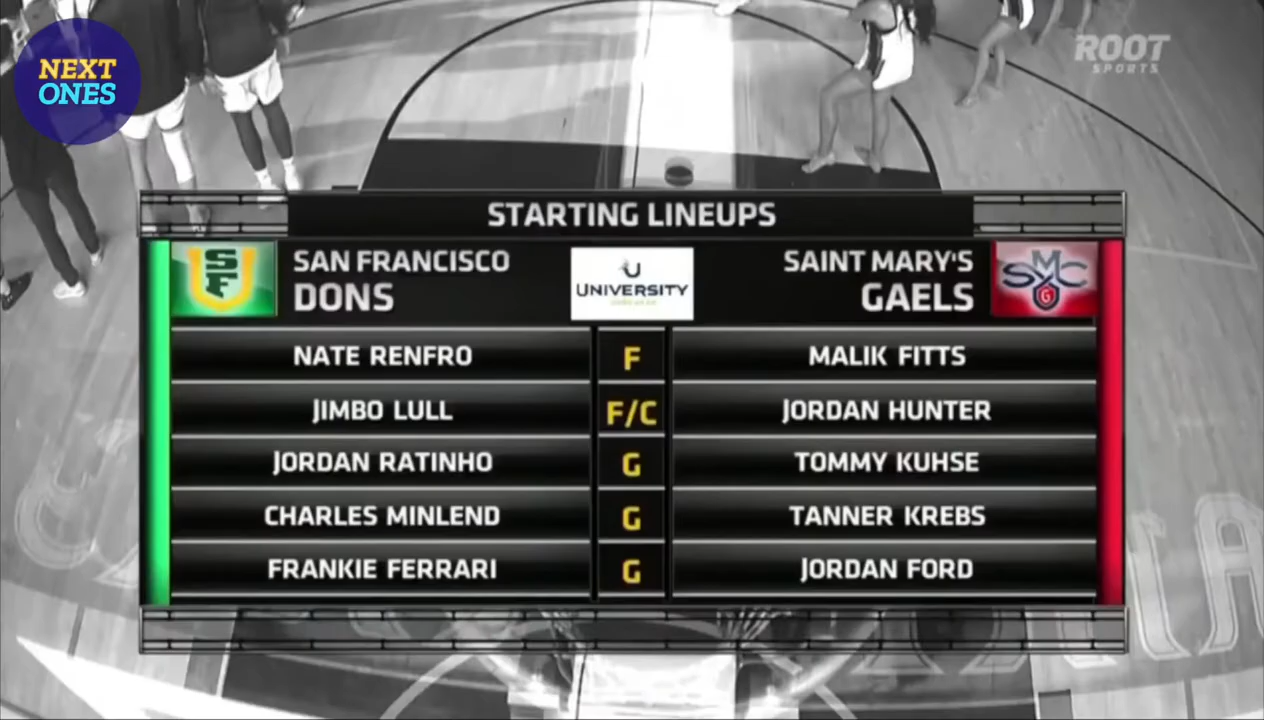 NEXT
ONES
ROOT
SPORTS
STARTING LINEUPS
SF
SAN FRANCISCO
DONS
U
UNIVERSITY
SAINT MARY'S
GAELS
SMC
G
NATE RENFRO F MALIK FITTS
JIMBO LULL F/C JORDAN HUNTER
JORDAN RATINHO G TOMMY KUHSE
CHARLES MINLEND G TANNER KREBS
FRANKIE FERRARI G JORDAN FORD